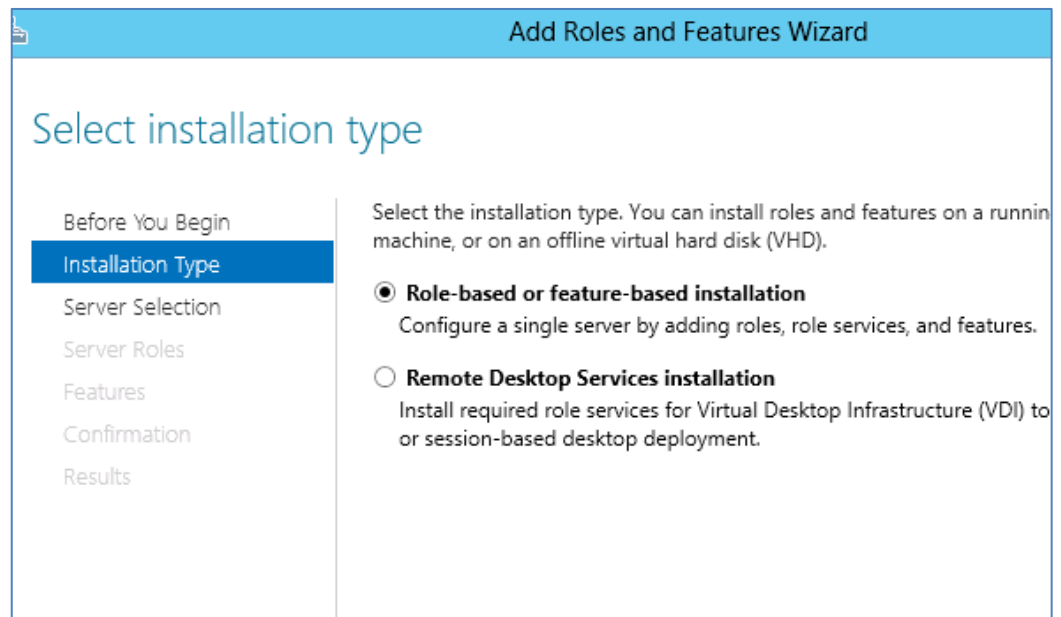 Add Roles and Features Wizard
Select installation type
Before You Begin
Installation Type
Server Selection
Server Roles
Features
Confirmation
Results
Select the installation type. You can install roles and features on a
machine, or on an offline virtual hard disk (VHD).
Role-based or feature-based installation
Configure a single server by adding roles, role services, and features.
Remote Desktop Services installation
Install required role services for Virtual Desktop Infrastructure (VDI) to
or session-based desktop deployment.